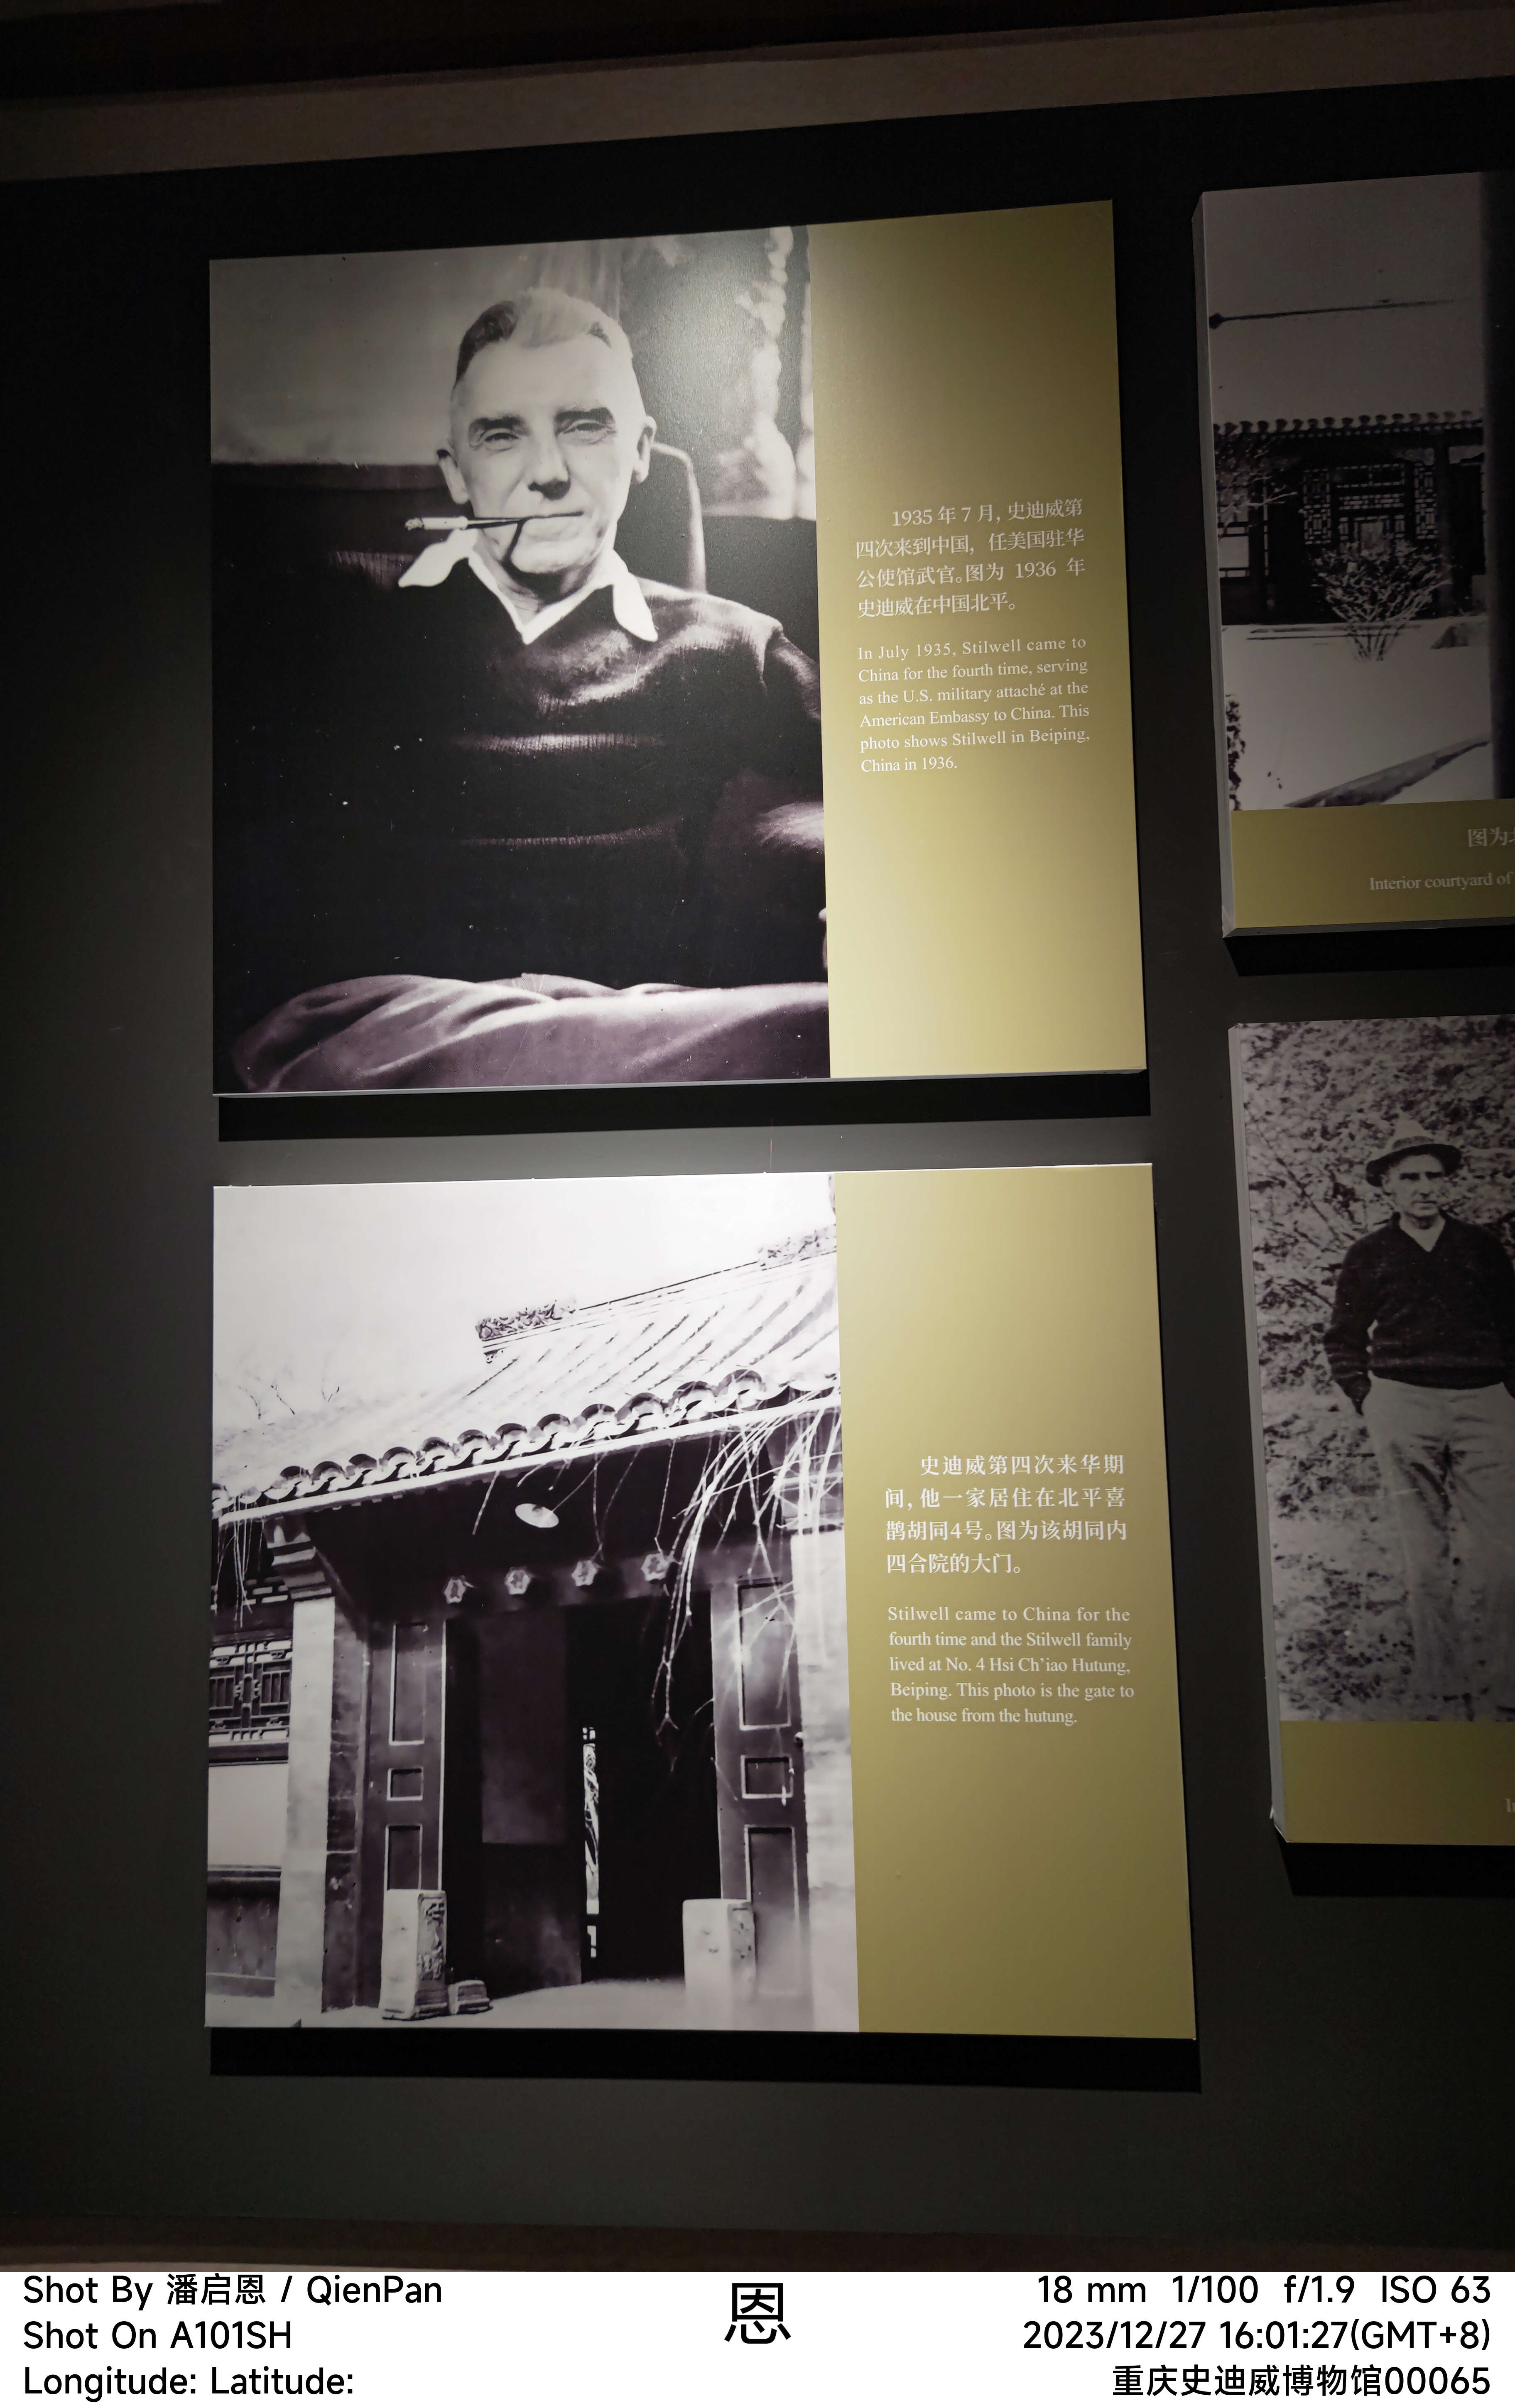 1935 年 7 月, 史迪威第
四次来到中国, 任美国驻华
公使馆武官。图为 1936 年
史迪威在中国北平。
In July 1935, Stilwell came to
China for the fourth time, serving
as the U.S. military attaché at the
American Embassy to China. This
photo shows Stilwell in Beiping,
China in 1936.
图为
Interior courtyard of
史迪威第四次来华期
间, 他一家居住在北平喜
鹊胡同4号。图为该胡同内
四合院的大门。
Stilwell came to China for the
fourth time and the Stilwell family
lived at No. 4 Hsi Ch’iao Hutung,
Beiping. This photo is the gate to
the house from the hutung.
Shot By 潘启恩 / QienPan
Shot On A101SH
Longitude: Latitude:
恩
18 mm 1/100 f/1.9 ISO 63
2023/12/27 16:01:27(GMT+8)
重庆史迪威博物馆00065